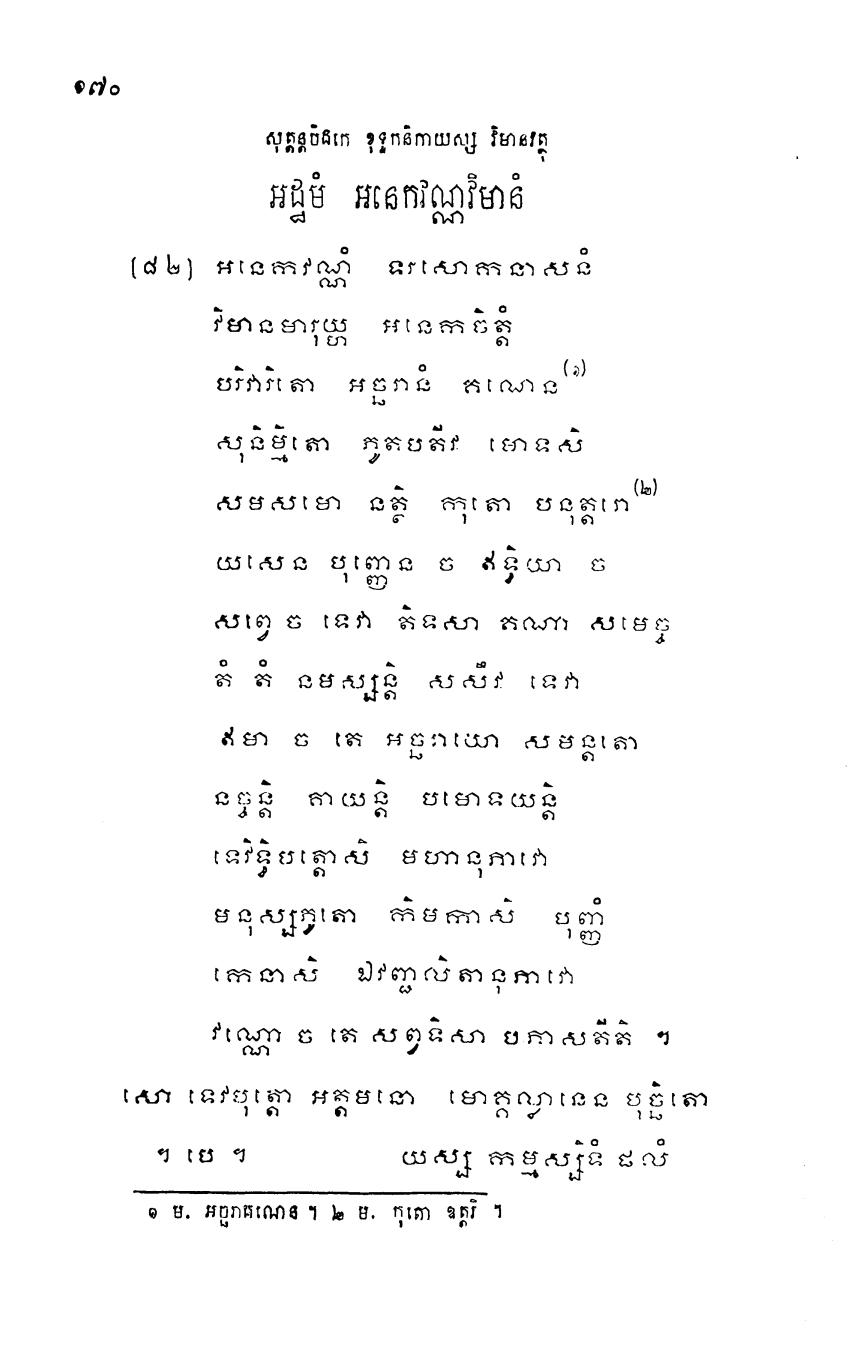 ១៧០
សុត្តន្តបិដកេ ខុទ្ទកនិកាយស្ស វិមានវត្ថុ
អដ្ឋមំ អនេកវណ្ណវិមានំ
(៨២) អនេកវណ្ណំ ទរសោកនាសនំ
វិមានមារុយ្ហ អនេកចិត្តំ
បរិវារិតោ អច្ឆរានំ គណេន(១)
សុនិម្មិតោ ភូតបតីវ មោទសិ
សមសមោ នត្ថិ កុតោ បនុត្តរោ(២)
យសេន បុញ្ញេន ច ឥទ្ធិយា ច
សព្វេ ច ទេវា តិទសា គណា សមេច្ច
តំ តំ នមស្សន្តិ សសឹវ ទេវា
ឥមា ច តេ អច្ឆរាយោ សមន្តតោ
នច្ចន្តិ គាយន្តិ បមោទយន្តិ
ទេវិទ្ធិបត្តោសិ មហានុភាវោ
មនុស្សភូតោ កិមកាសិ បុញ្ញំ
កេនាសិ ឯវញ្ជលិតានុភាវោ
វណ្ណោ ច តេ សព្វទិសា បភាសតីតិ ។
សោ ទេវបុត្តោ អត្តមនោ មោគ្គល្លានេន បុច្ឆិតោ
។ បេ ។ យស្ស កម្មស្សិទំ ផលំ
១ ម. អច្ឆរាគណេន ។ ២ ម. កុតោ ឧត្តរិ ។